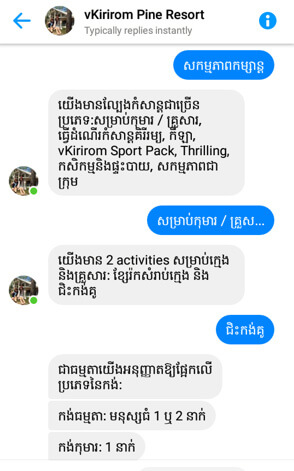 vKirirom Pine Resort
Typically replies instantly
សកម្មភាពកម្សាន្ត
យើងមានល្បែងកំសាន្តជាច្រើន
ប្រភេទ:សម្រាប់កុមារ / គ្រួសារ,
ធ្វើដំណើរកំសាន្តគិរីរម្យ, កីឡា,
vKirirom Sport Pack, Thrilling,
កសិកម្មនិងផ្ទះបាយ, សកម្មភាពជា
ក្រុម
សម្រាប់កុមារ / គ្រួស...
យើងមាន 2 activities សម្រាប់ក្មេង
និងគ្រួសារ: ខ្សែរ៉កសំរាប់ក្មេង និង
ជិះកង់គូ
ជិះកង់គូ
ជាធម្មតាយើងអនុញ្ញាតឱ្យផ្អែកលើ
ប្រភេទនៃកង់:
កង់ធម្មតា: មនុស្សធំ 1 ឬ 2 នាក់
កង់កុមារ: 1 នាក់